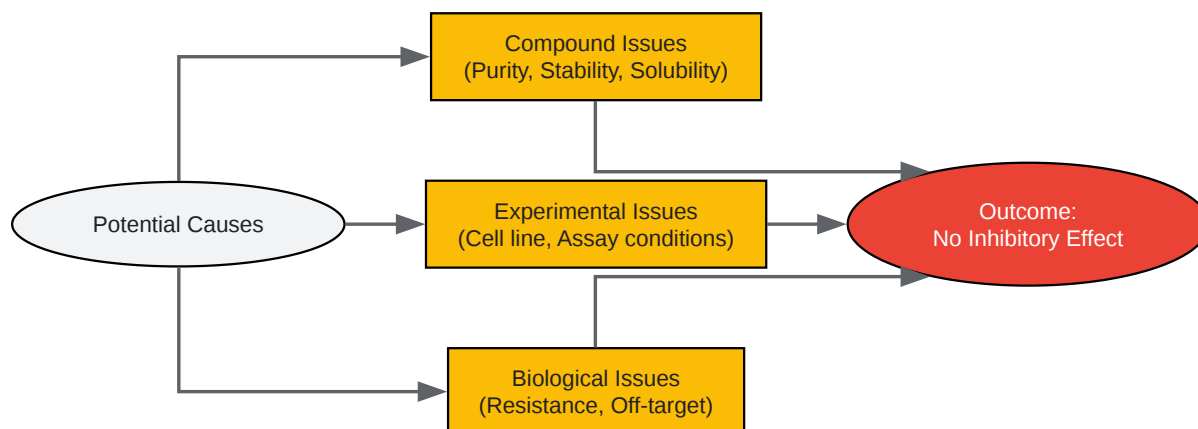 Compound Issues
(Purity, Stability, Solubility)
Potential Causes
Experimental Issues
(Cell line, Assay conditions)
Outcome:
No Inhibitory Effect
Biological Issues
(Resistance, Off-target)